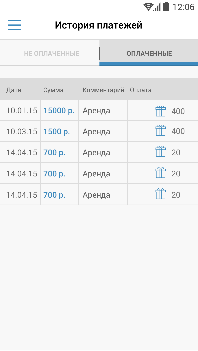 12:06
История платежей
НЕ ОПЛАЧЕННЫЕ ОПЛАЧЕННЫЕ
Дата Сумма Комментарий Оплата
10.01.15 15000 р. Аренда 400
10.03.15 1500 р. Аренда 400
14.04.15 700 р. Аренда 20
14.04.15 700 р. Аренда 20
14.04.15 700 р. Аренда 20